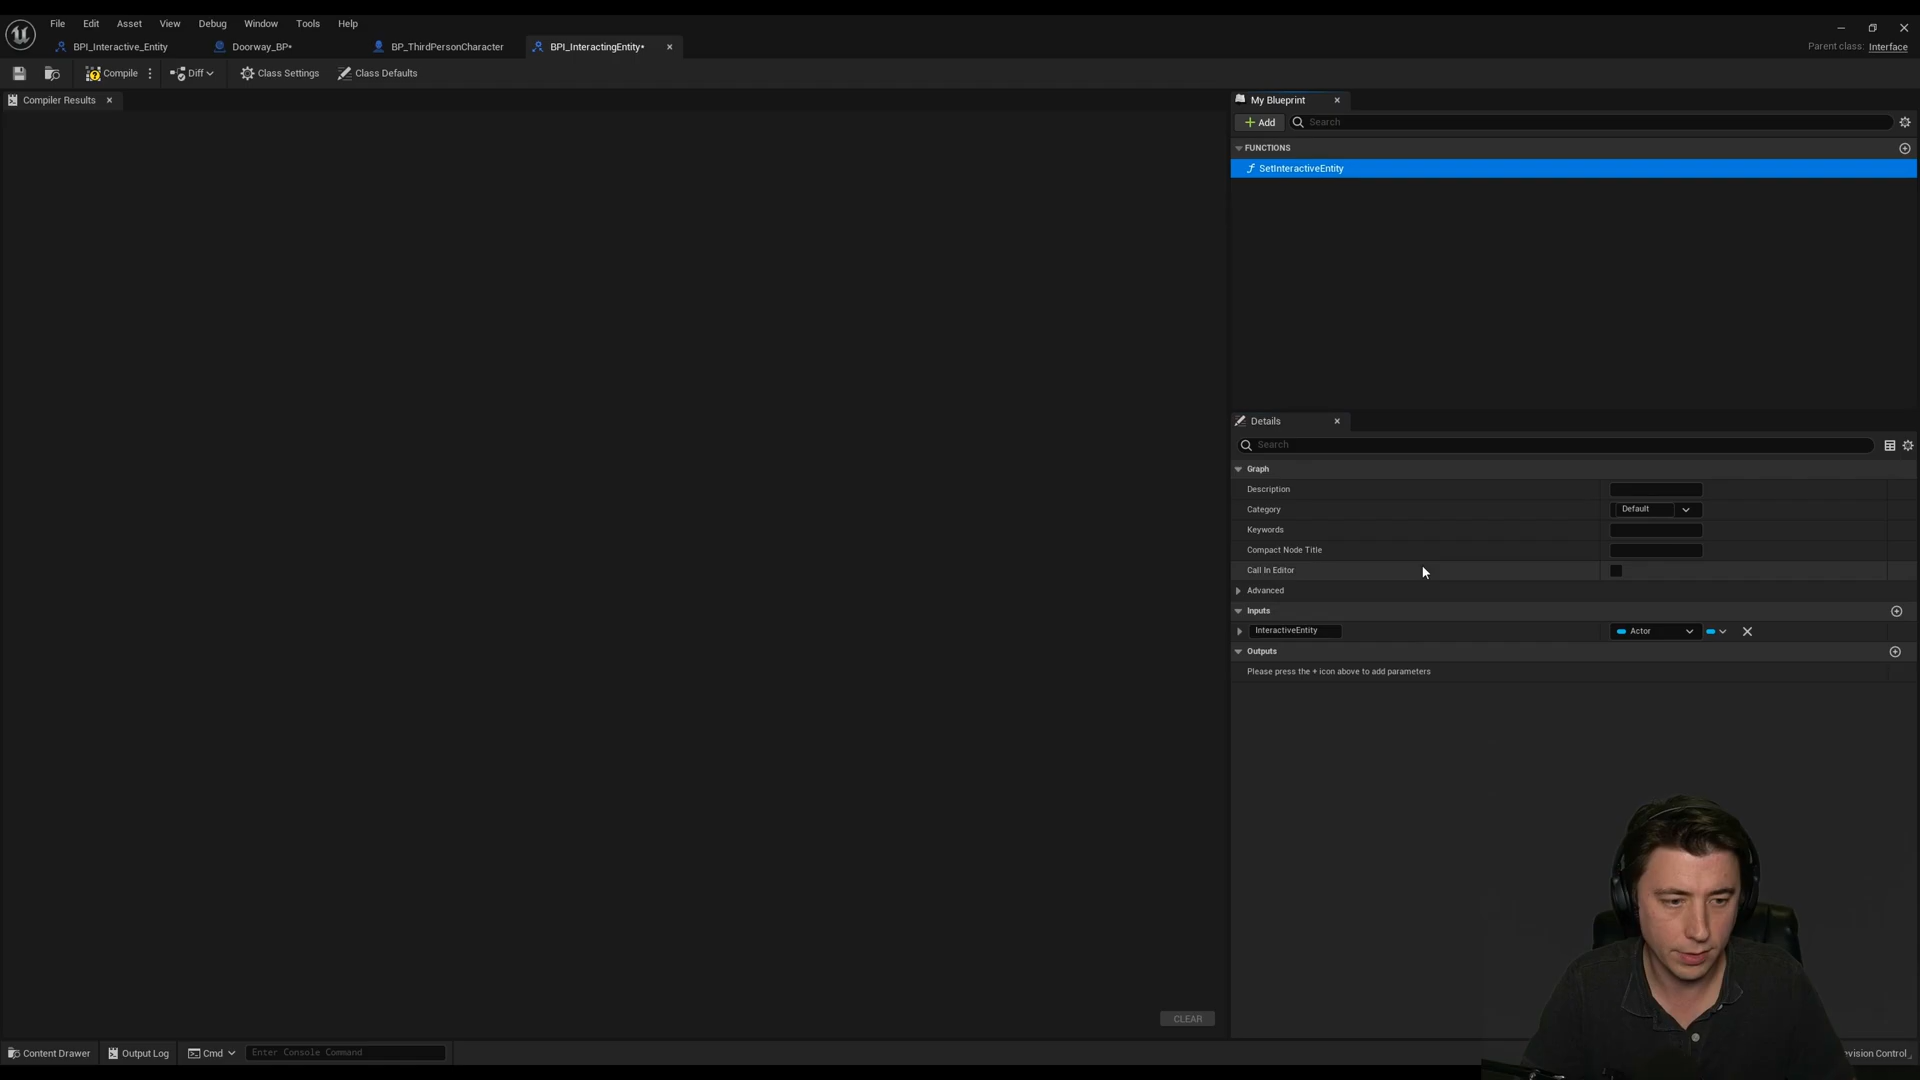 File Edit Asset View Debug Window Tools Help
BPI_Interactive_Entity Doorway_BP* BP_ThirdPersonCharacter BPI_InteractingEntity*
Parent class: Interface
Compile Diff Class Settings Class Defaults
Compiler Results
My Blueprint
Add Search
FUNCTIONS
SetInteractiveEntity
Details
Search
Graph
Description
Category Default
Keywords
Compact Node Title
Call In Editor
Advanced
Inputs
InteractiveEntity Actor
Outputs
Please press the + icon above to add parameters
CLEAR
Content Drawer Output Log Cmd Enter Console Command
evision Control